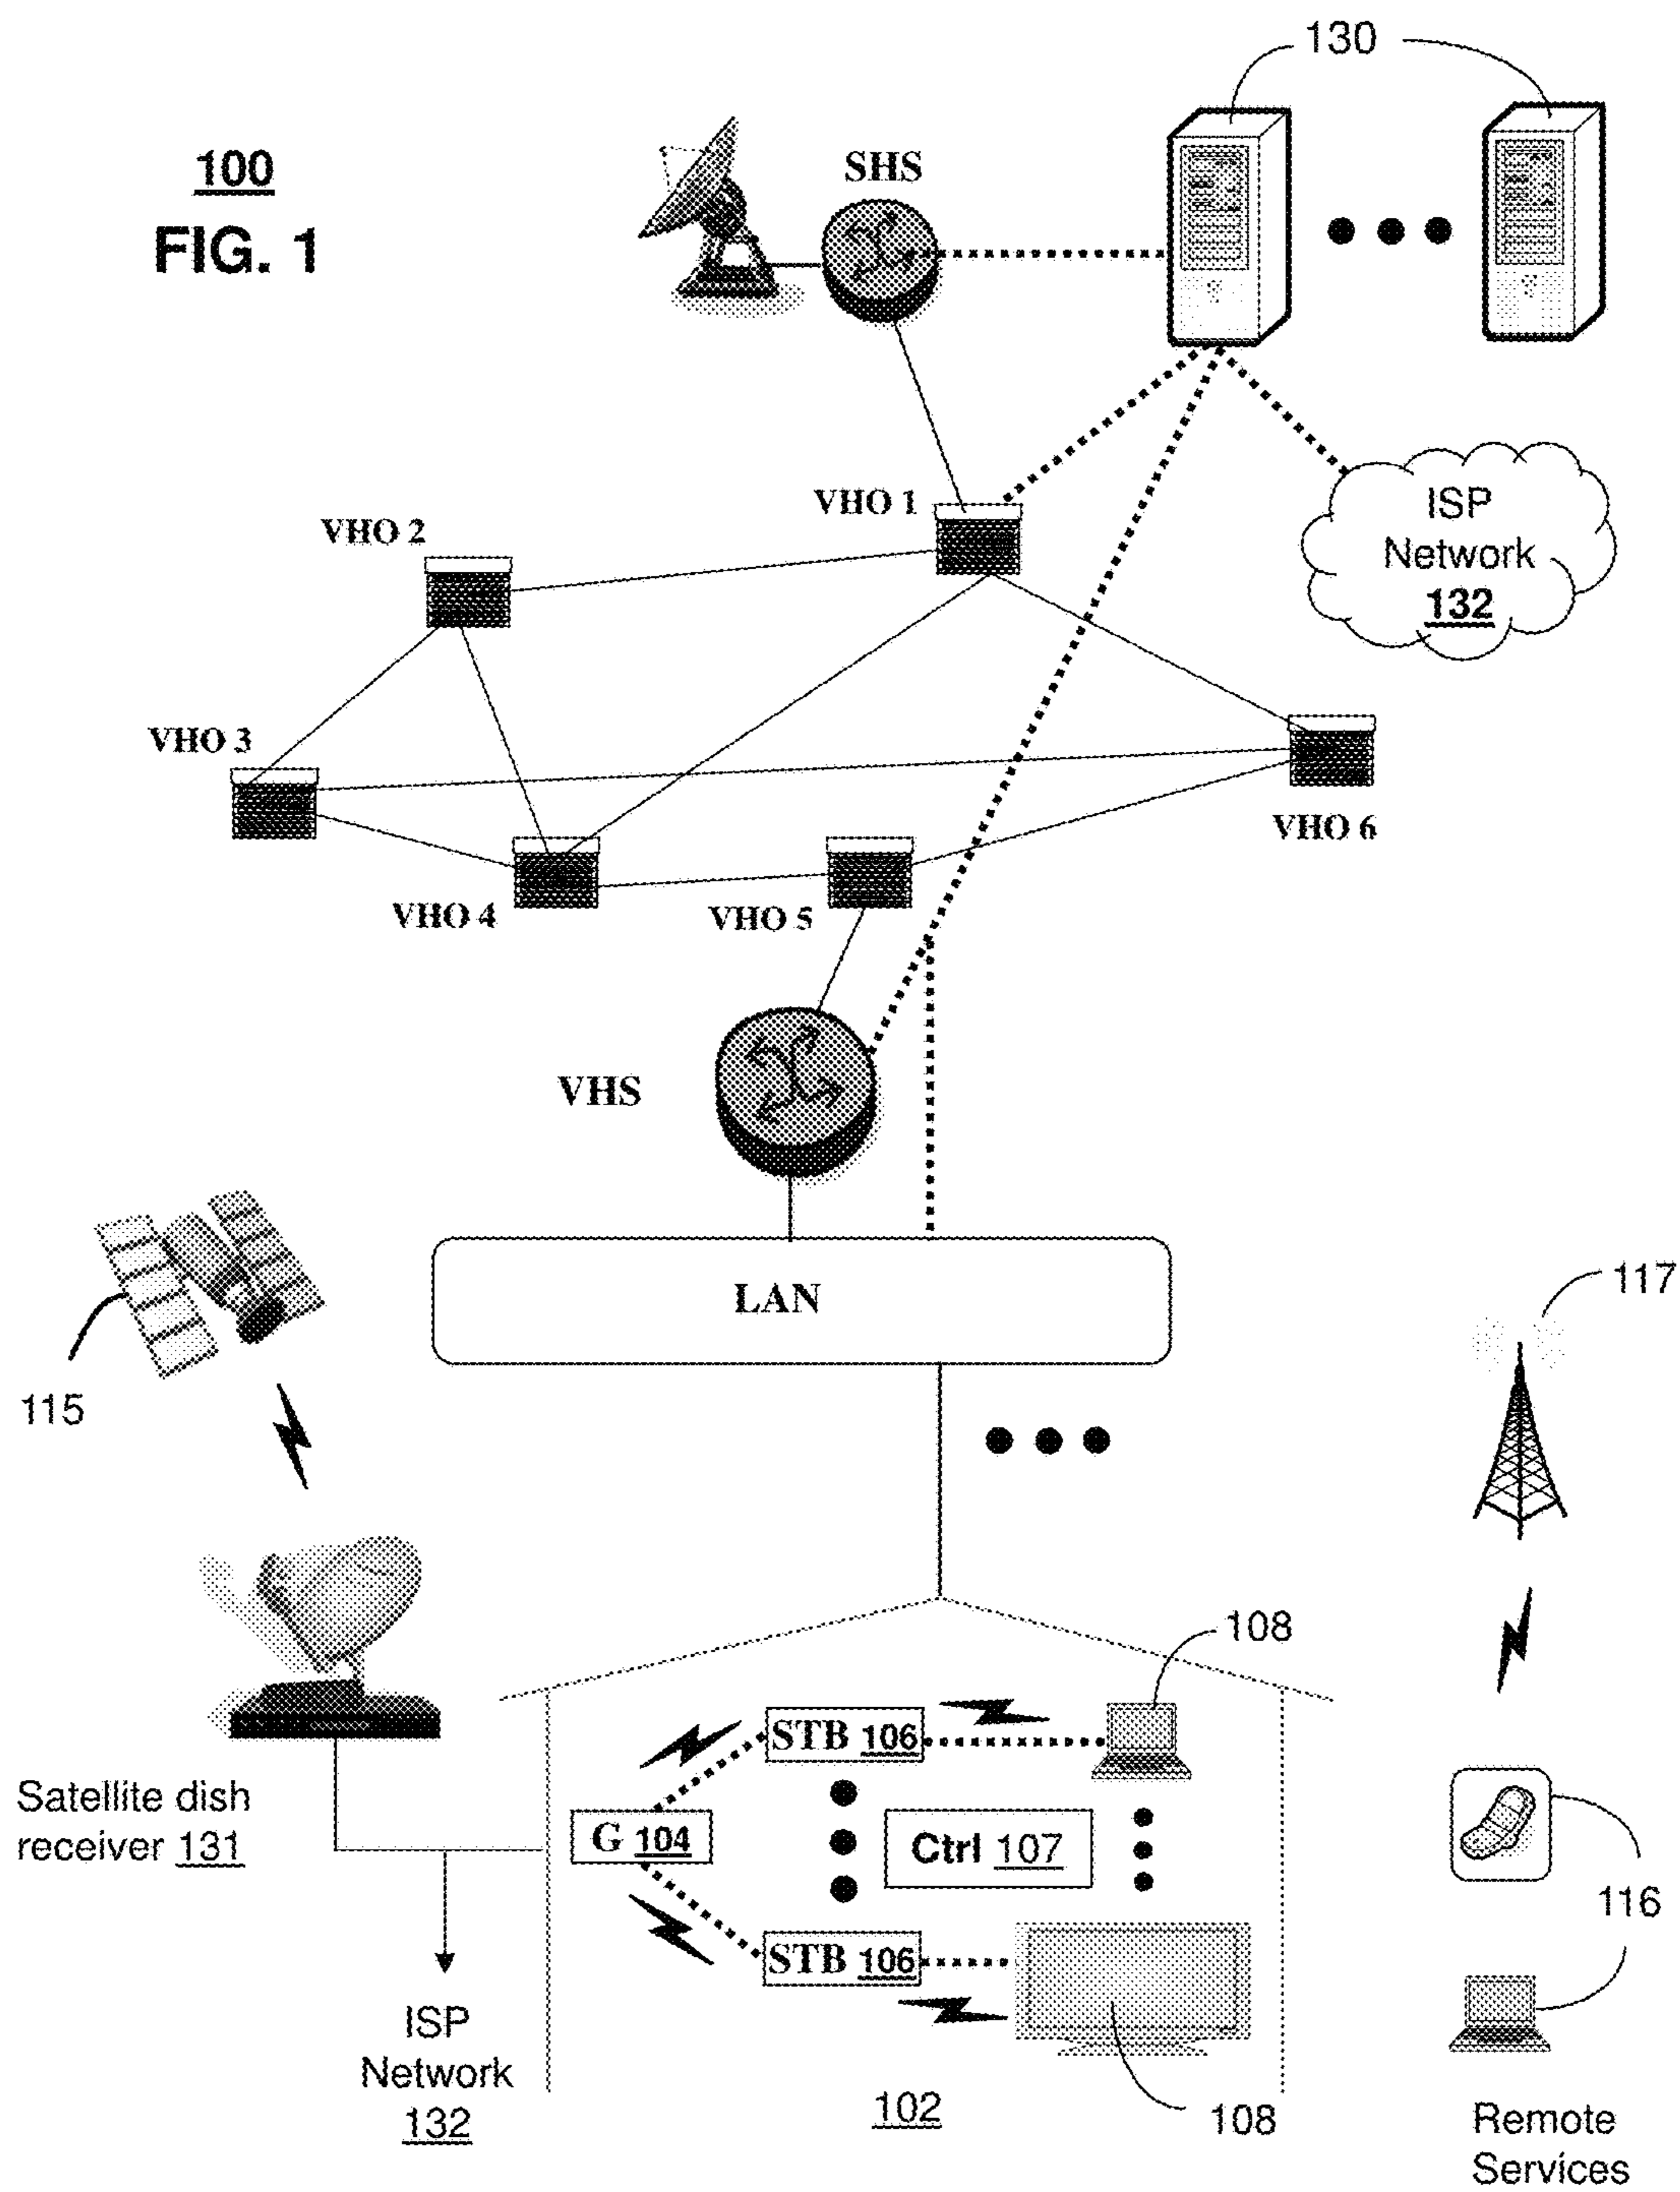 130
100
FIG. 1
SHS
VHO 1
ISP
Network
132
VHO 2
VHO 3
VHO 6
VHO 4
VHO 5
VHS
LAN
117
115
108
STB 106
Satellite dish
receiver 131
G 104
Ctrl 107
116
STB 106
ISP
Network
132
102
108
Remote
Services